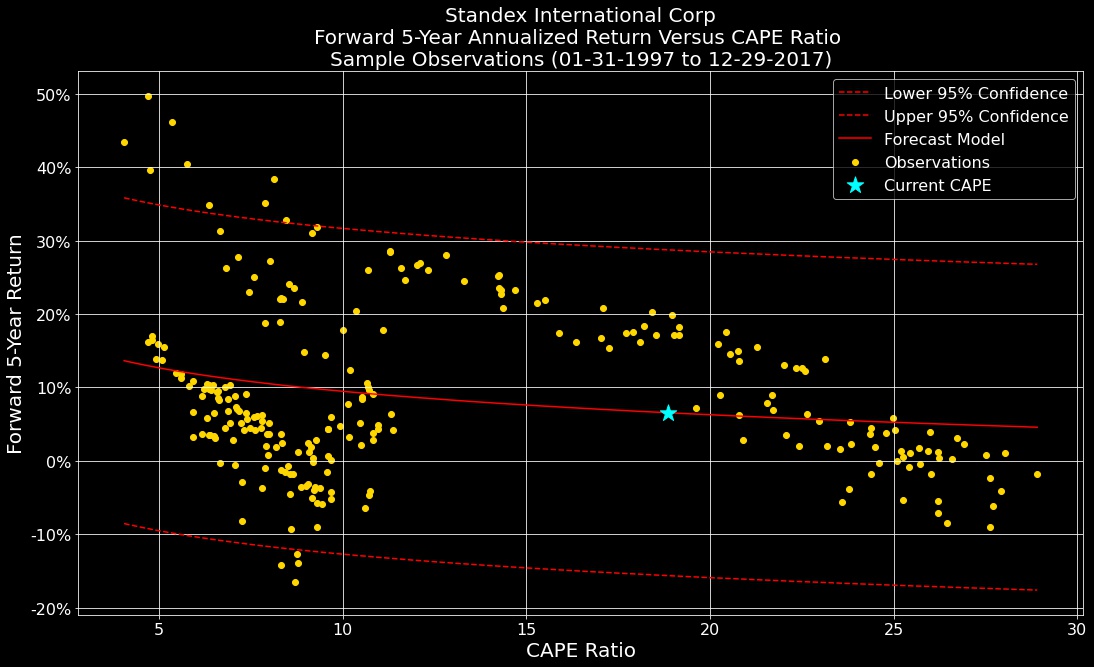 Standex International Corp
Forward 5-Year Annualized Return Versus CAPE Ratio
Sample Observations (01-31-1997 to 12-29-2017)
Lower 95% Confidence
Upper 95% Confidence
Forecast Model
Observations
Current CAPE
Forward 5-Year Return
50%
40%
30%
20%
10%
0%
-10%
-20%
5 10 15 20 25 30
CAPE Ratio